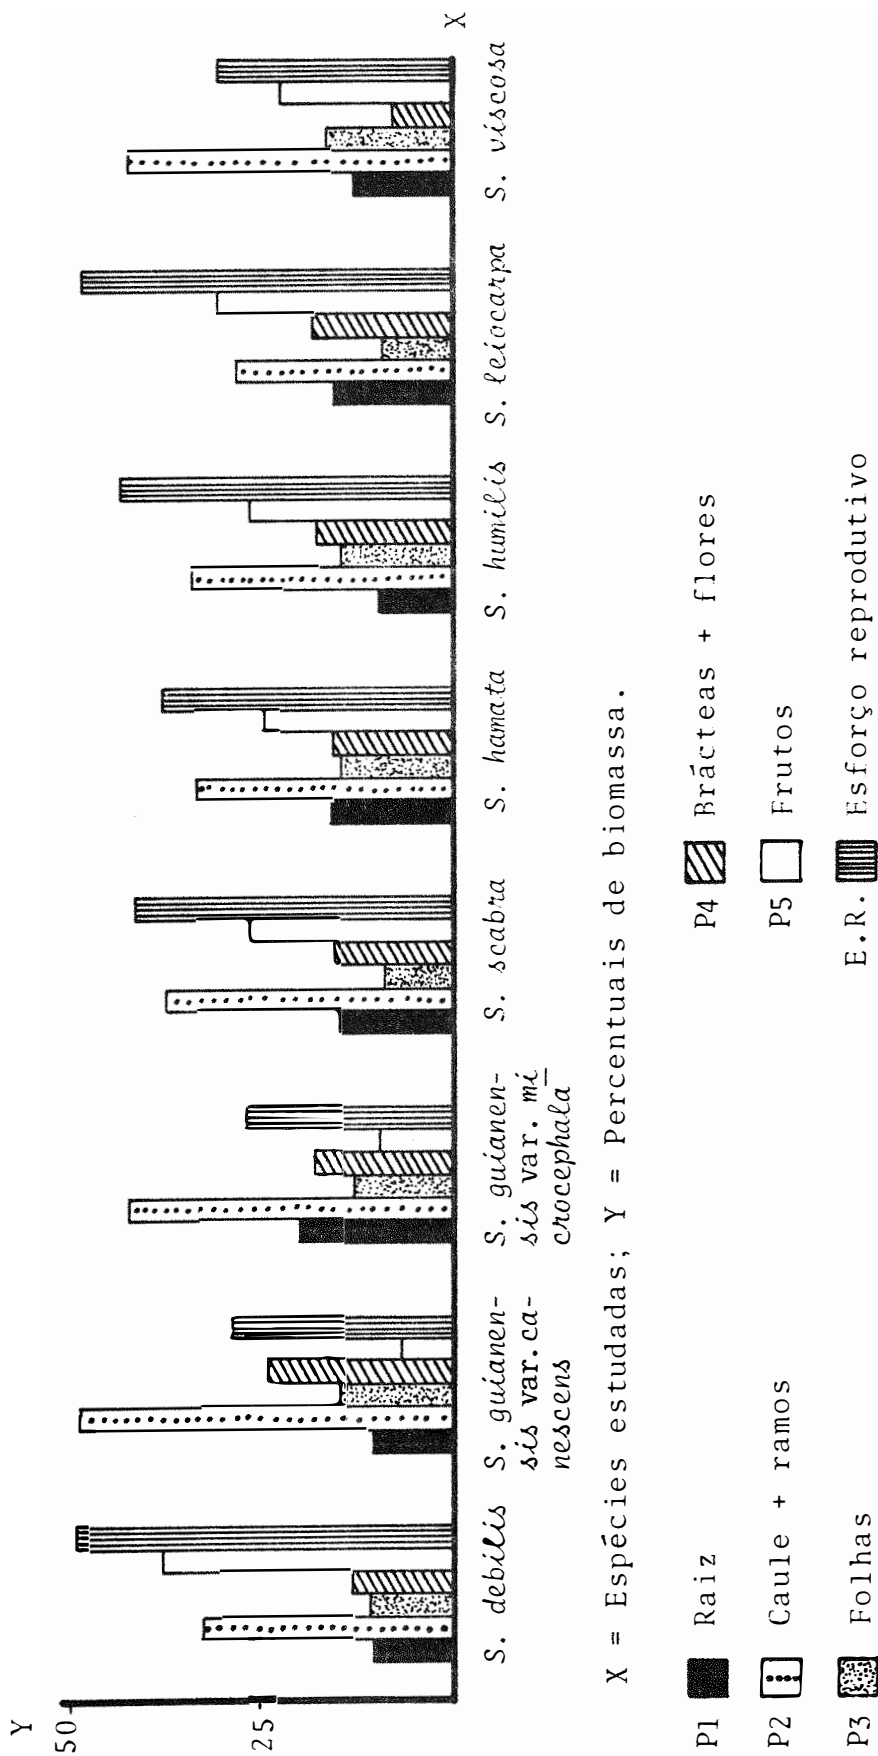 Y
50
25
X
S. debilis
S. guianen-
sis var. ca-
nescens
S. guianen-
sis var. mi
crocephala
S. scabra
S. hamata
S. humilis
S. leiocarpa
S. viscosa
X = Espécies estudadas; Y = Percentuais de biomassa.
P1 Raiz
P2 Caule + ramos
P3 Folhas
P4 Brácteas + flores
P5 Frutos
E.R. Esforço reprodutivo